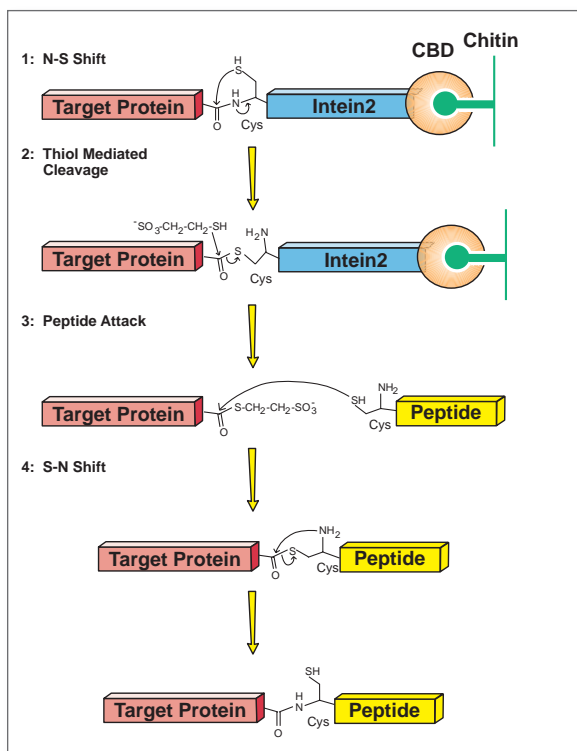 1: N-S Shift
CBD
Chitin
H
S
Target Protein
H
N
O
Cys
Intein2
2: Thiol Mediated
Cleavage
⁻SO₃-CH₂-CH₂-SH
H₂N
Target Protein
S
O
Cys
Intein2
3: Peptide Attack
Target Protein
S-CH₂-CH₂-SO₃⁻
O
SH
NH₂
Cys
Peptide
4: S-N Shift
NH₂
Target Protein
S
O
Cys
Peptide
SH
Target Protein
H
N
O
Cys
Peptide